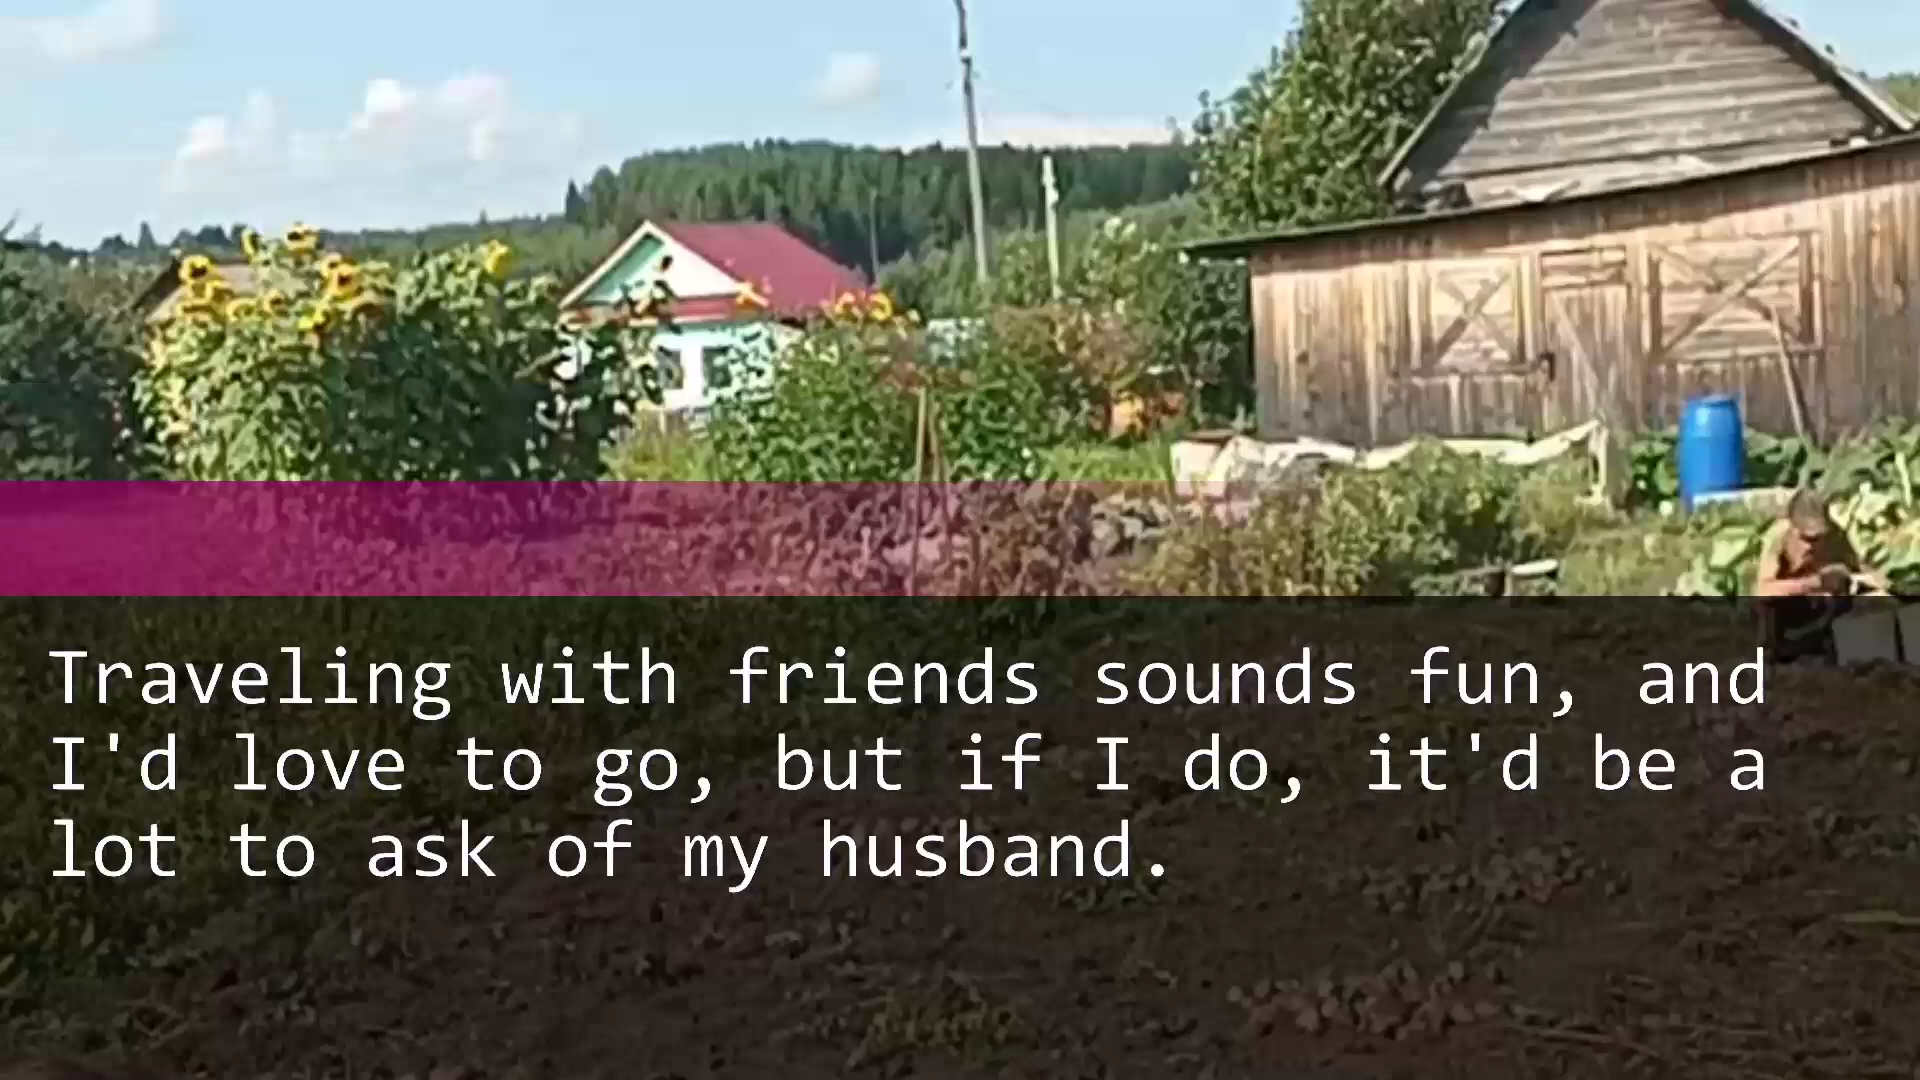 Traveling with friends sounds fun, and
I'd love to go, but if I do, it'd be a
lot to ask of my husband.